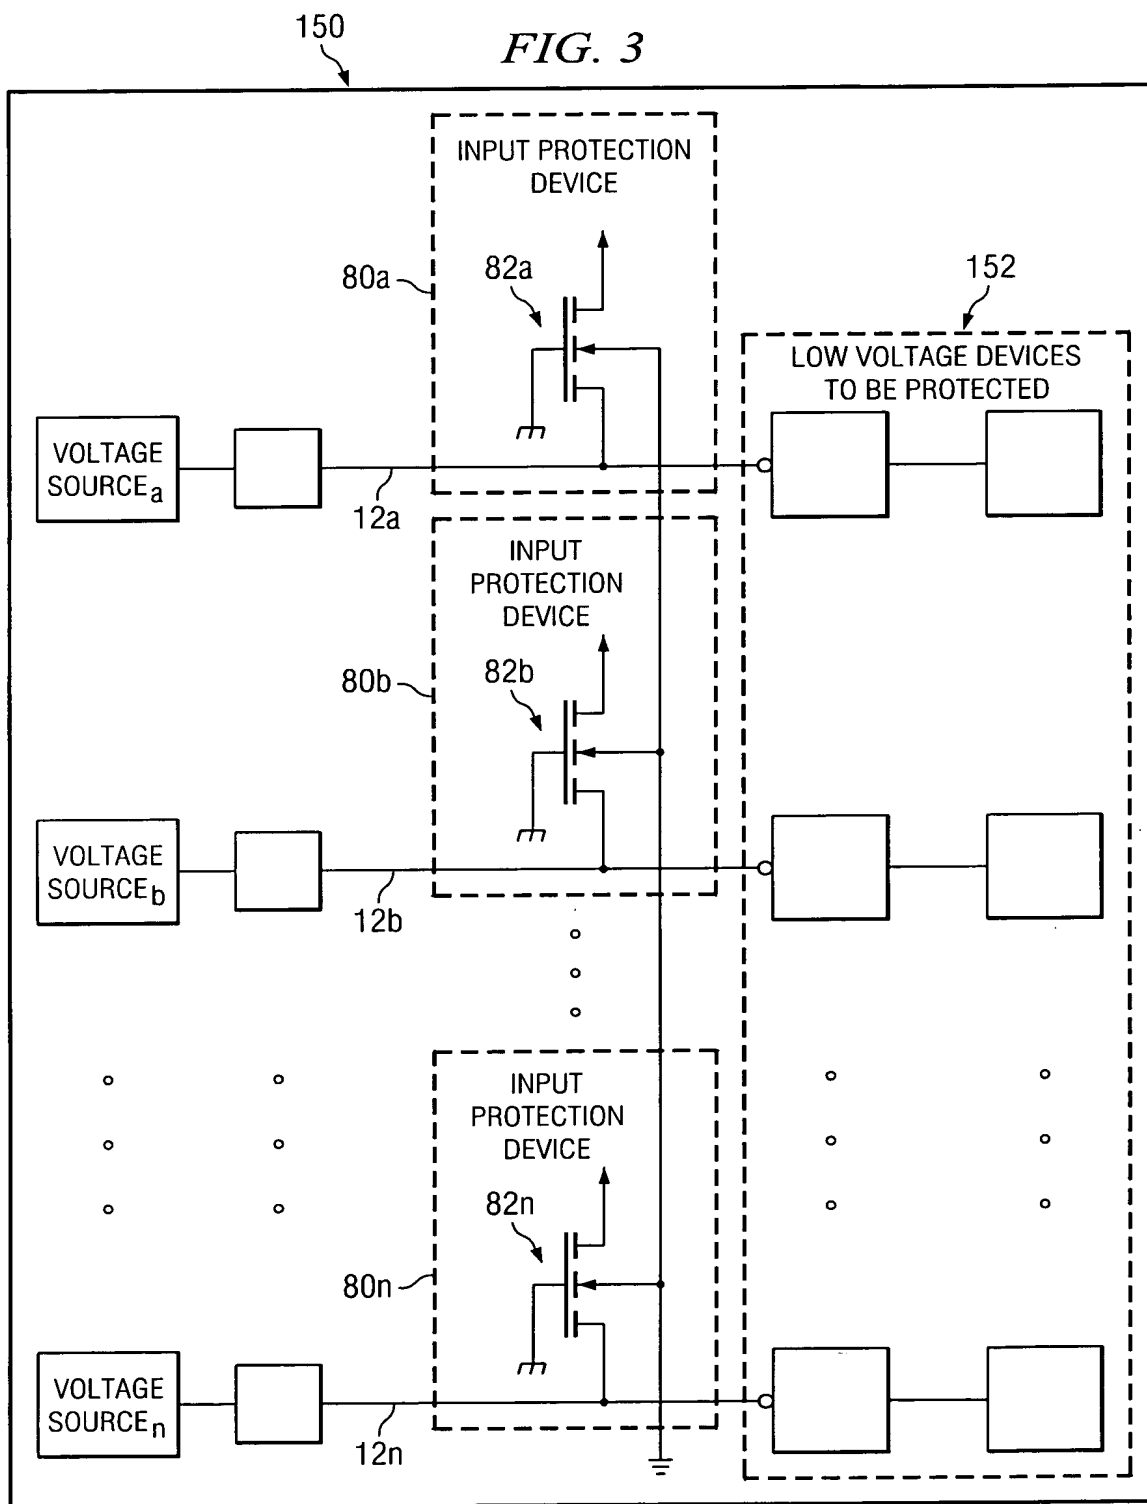 150
FIG. 3
INPUT PROTECTION
DEVICE
80a
82a
152
LOW VOLTAGE DEVICES
TO BE PROTECTED
VOLTAGE
SOURCEa
12a
INPUT
PROTECTION
DEVICE
80b
82b
VOLTAGE
SOURCEb
12b
INPUT
PROTECTION
DEVICE
82n
80n
VOLTAGE
SOURCEn
12n